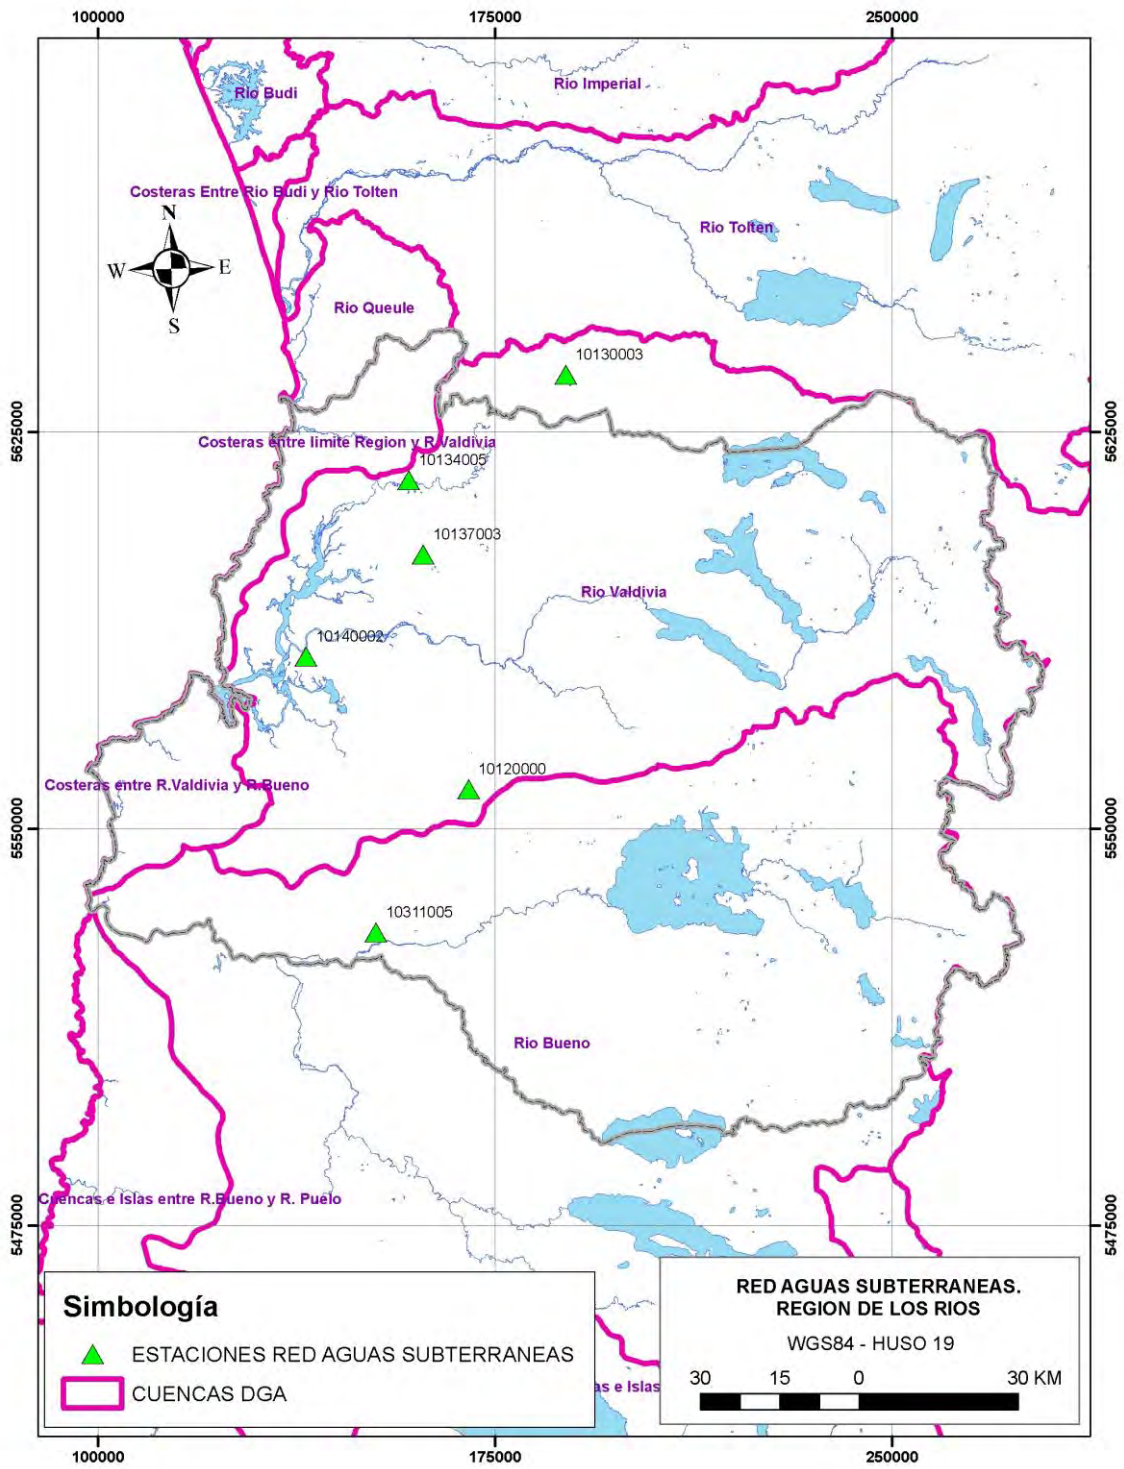 100000
175000
250000
Rio Imperial
Rio Budi
Costeras Entre Rio Budi y Rio Tolten
N
W
E
S
Rio Tolten
Rio Queule
10130003
5625000
5625000
Costeras entre limite Region y R.Valdivia
10134005
10137003
Rio Valdivia
10140002
10120000
Costeras entre R.Valdivia y R.Bueno
5550000
5550000
10311005
Rio Bueno
Cuencas e Islas entre R.Bueno y R. Puelo
5475000
5475000
Simbología
ESTACIONES RED AGUAS SUBTERRANEAS
CUENCAS DGA
as e Islas
RED AGUAS SUBTERRANEAS.
REGION DE LOS RIOS
WGS84 - HUSO 19
30 15 0 30 KM
100000
175000
250000